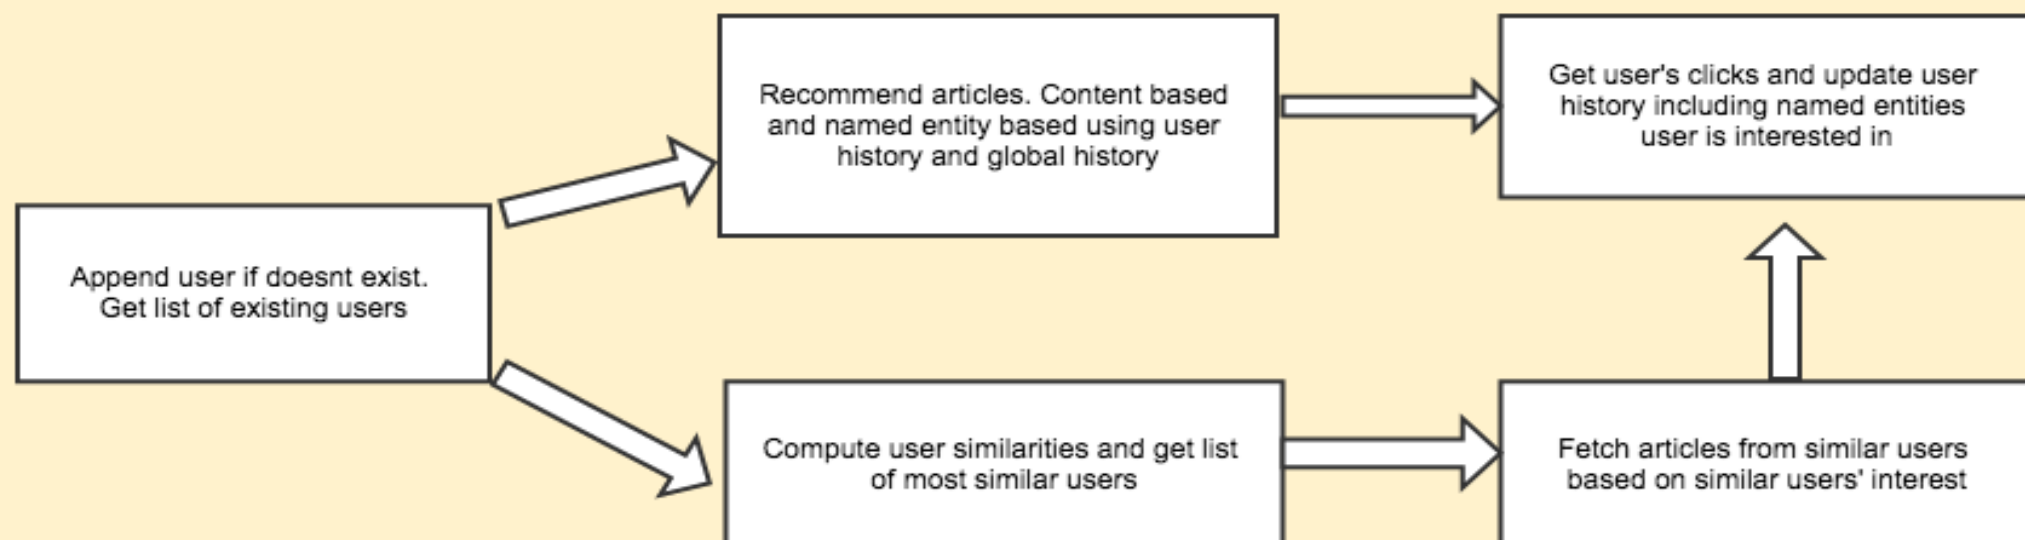 Recommend articles. Content based
and named entity based using user
history and global history
Get user's clicks and update user
history including named entities
user is interested in
Append user if doesnt exist.
Get list of existing users
Compute user similarities and get list
of most similar users
Fetch articles from similar users
based on similar users' interest